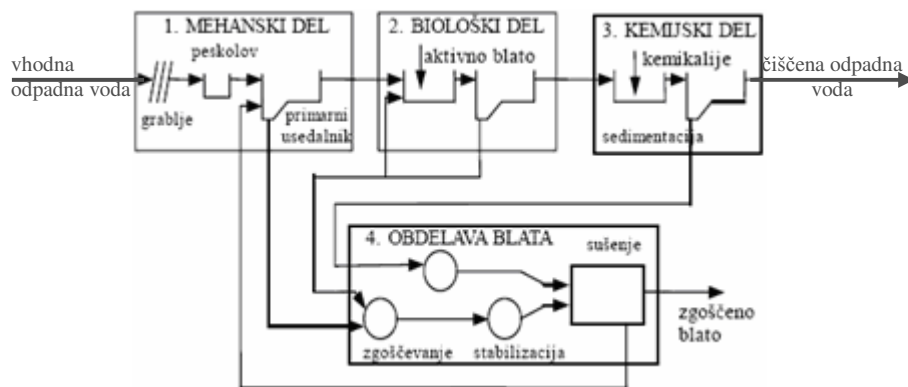 1. MEHANSKI DEL
peskolov
vhodna
odpadna voda
grablje
primarni
usedalnik
2. BIOLOŠKI DEL
aktivno blato
3. KEMIJSKI DEL
kemikalije
sedimentacija
čiščena odpadna
voda
4. OBDELAVA BLATA
sušenje
zgoščevanje
stabilizacija
zgoščeno
blato